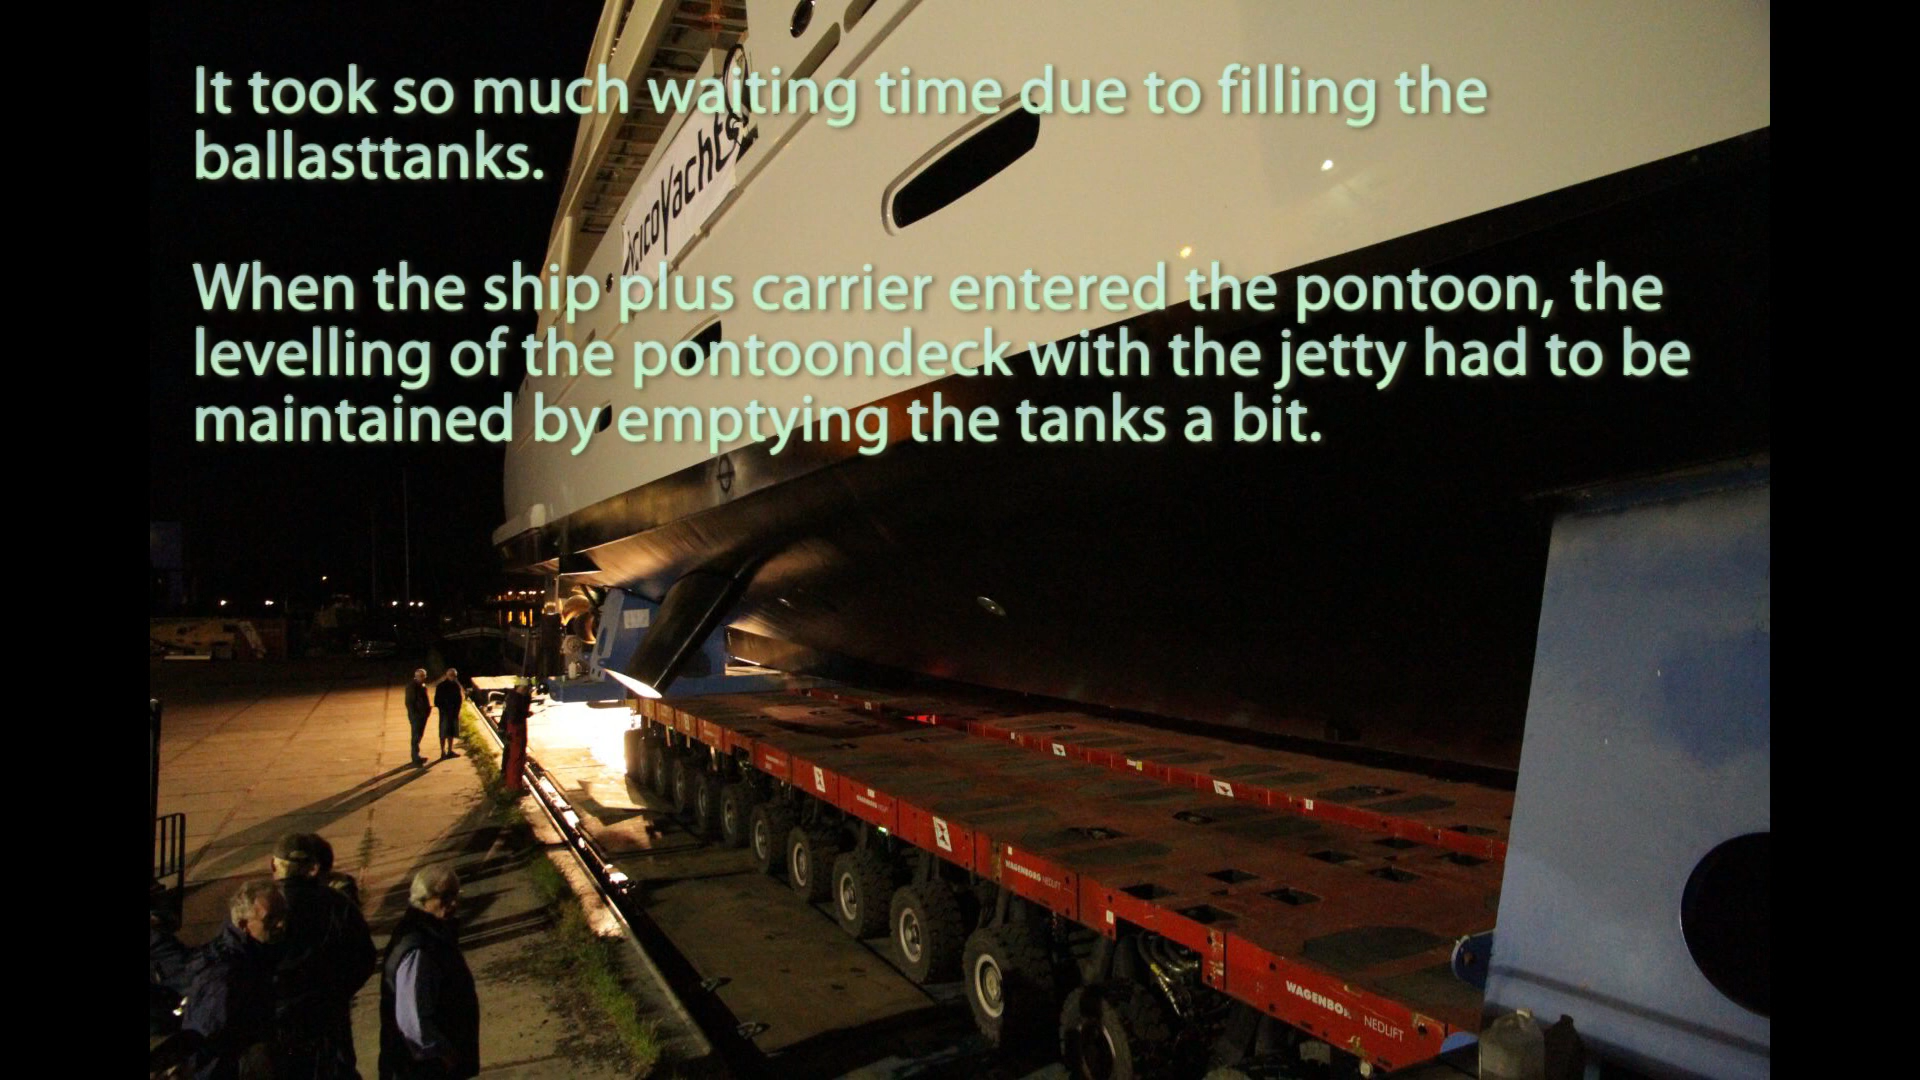 It took so much waiting time due to filling the
ballasttanks.
When the ship plus carrier entered the pontoon, the
levelling of the pontoondeck with the jetty had to be
maintained by emptying the tanks a bit.
WAGENBORG NEDLIFT
WAGENBORG NEDLIFT